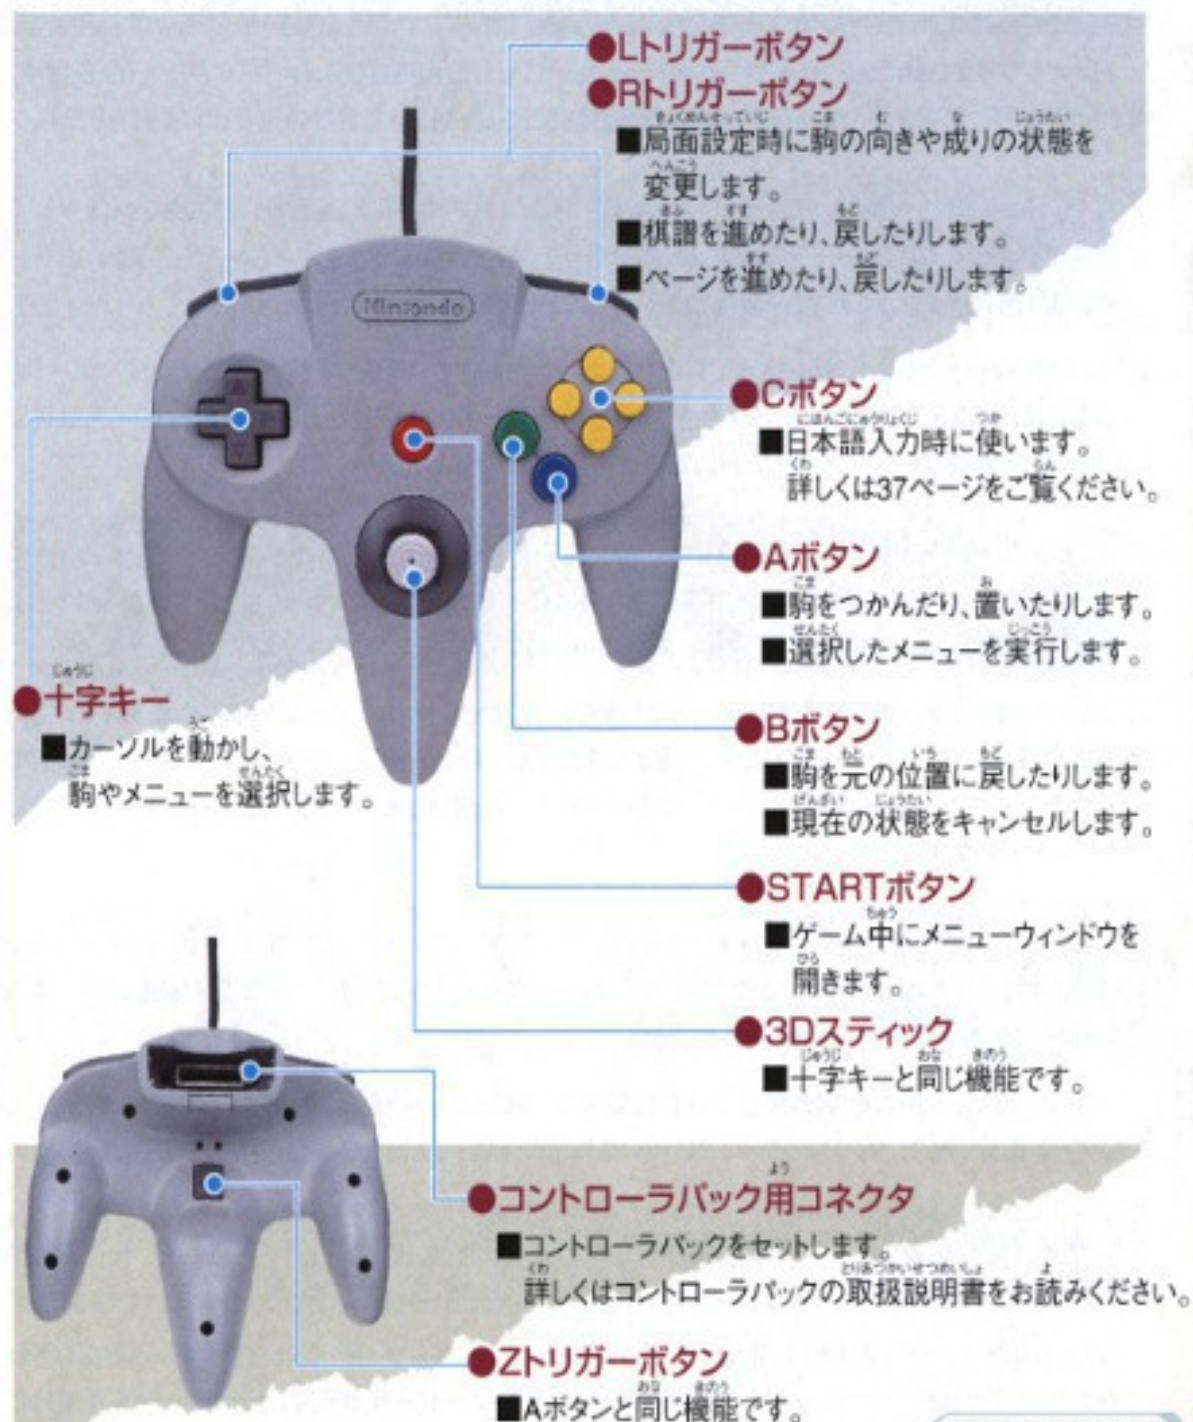 ●Lトリガーボタン
●Rトリガーボタン
■局面設定時に駒の向きや成りの状態を
変更します。
■棋譜を進めたり、戻したりします。
■ページを進めたり、戻したりします。
Nintendo
●Cボタン
■日本語入力時に使います。
詳しくは37ページをご覧ください。
●Aボタン
■駒をつかんだり、置いたりします。
■選択したメニューを実行します。
●十字キー
■カーソルを動かし、
駒やメニューを選択します。
●Bボタン
■駒を元の位置に戻したりします。
■現在の状態をキャンセルします。
●STARTボタン
■ゲーム中にメニューウィンドウを
開きます。
●3Dスティック
■十字キーと同じ機能です。
●コントローラパック用コネクタ
■コントローラパックをセットします。
詳しくはコントローラパックの取扱説明書をお読みください。
●Zトリガーボタン
■Aボタンと同じ機能です。